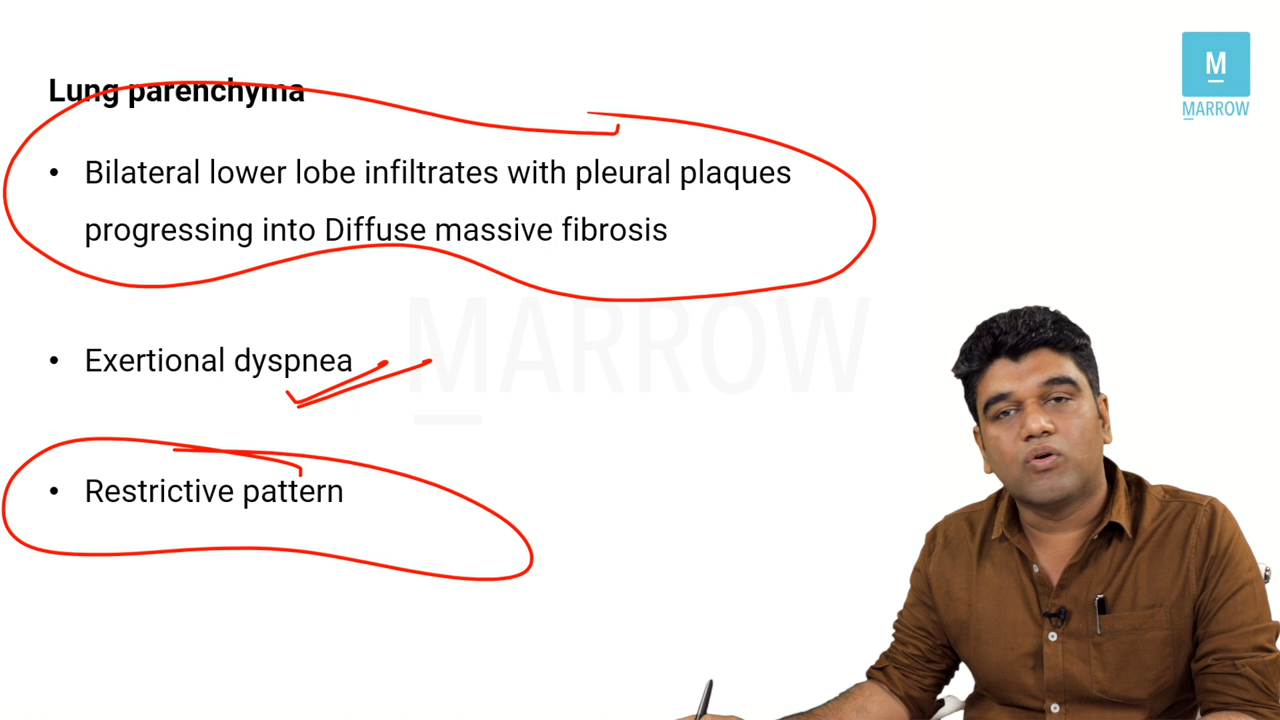 M
MARROW
Lung parenchyma
• Bilateral lower lobe infiltrates with pleural plaques
progressing into Diffuse massive fibrosis
MARROW
• Exertional dyspnea
• Restrictive pattern